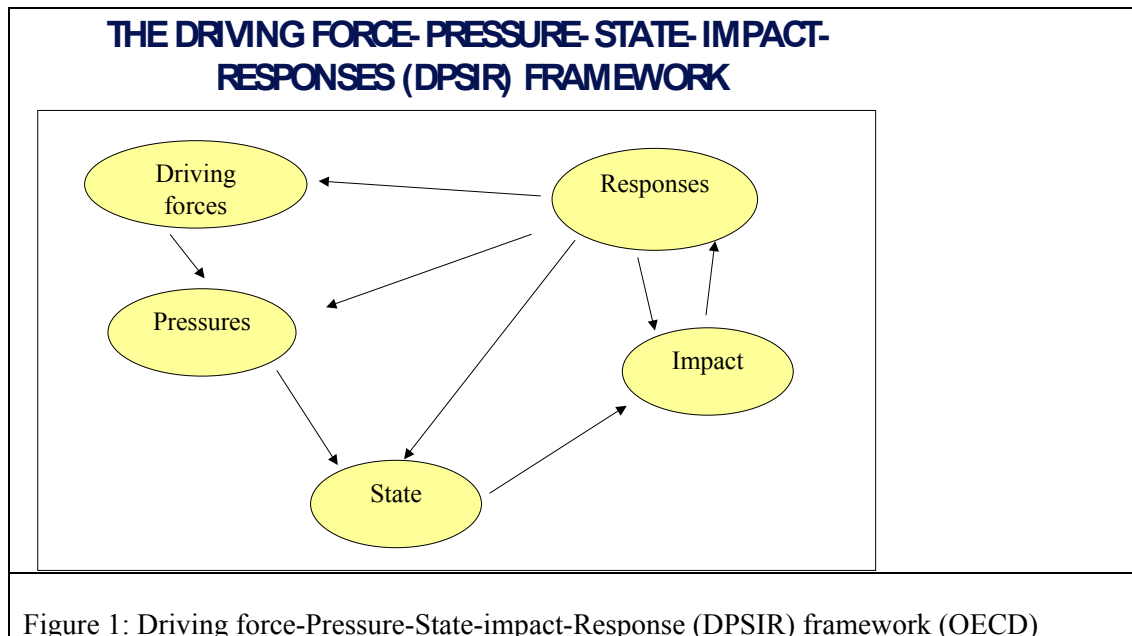 THE DRIVING FORCE- PRESSURE- STATE- IMPACT-
RESPONSES (DPSIR) FRAMEWORK
Driving
forces
Responses
Pressures
Impact
State
Figure 1: Driving force-Pressure-State-impact-Response (DPSIR) framework (OECD)